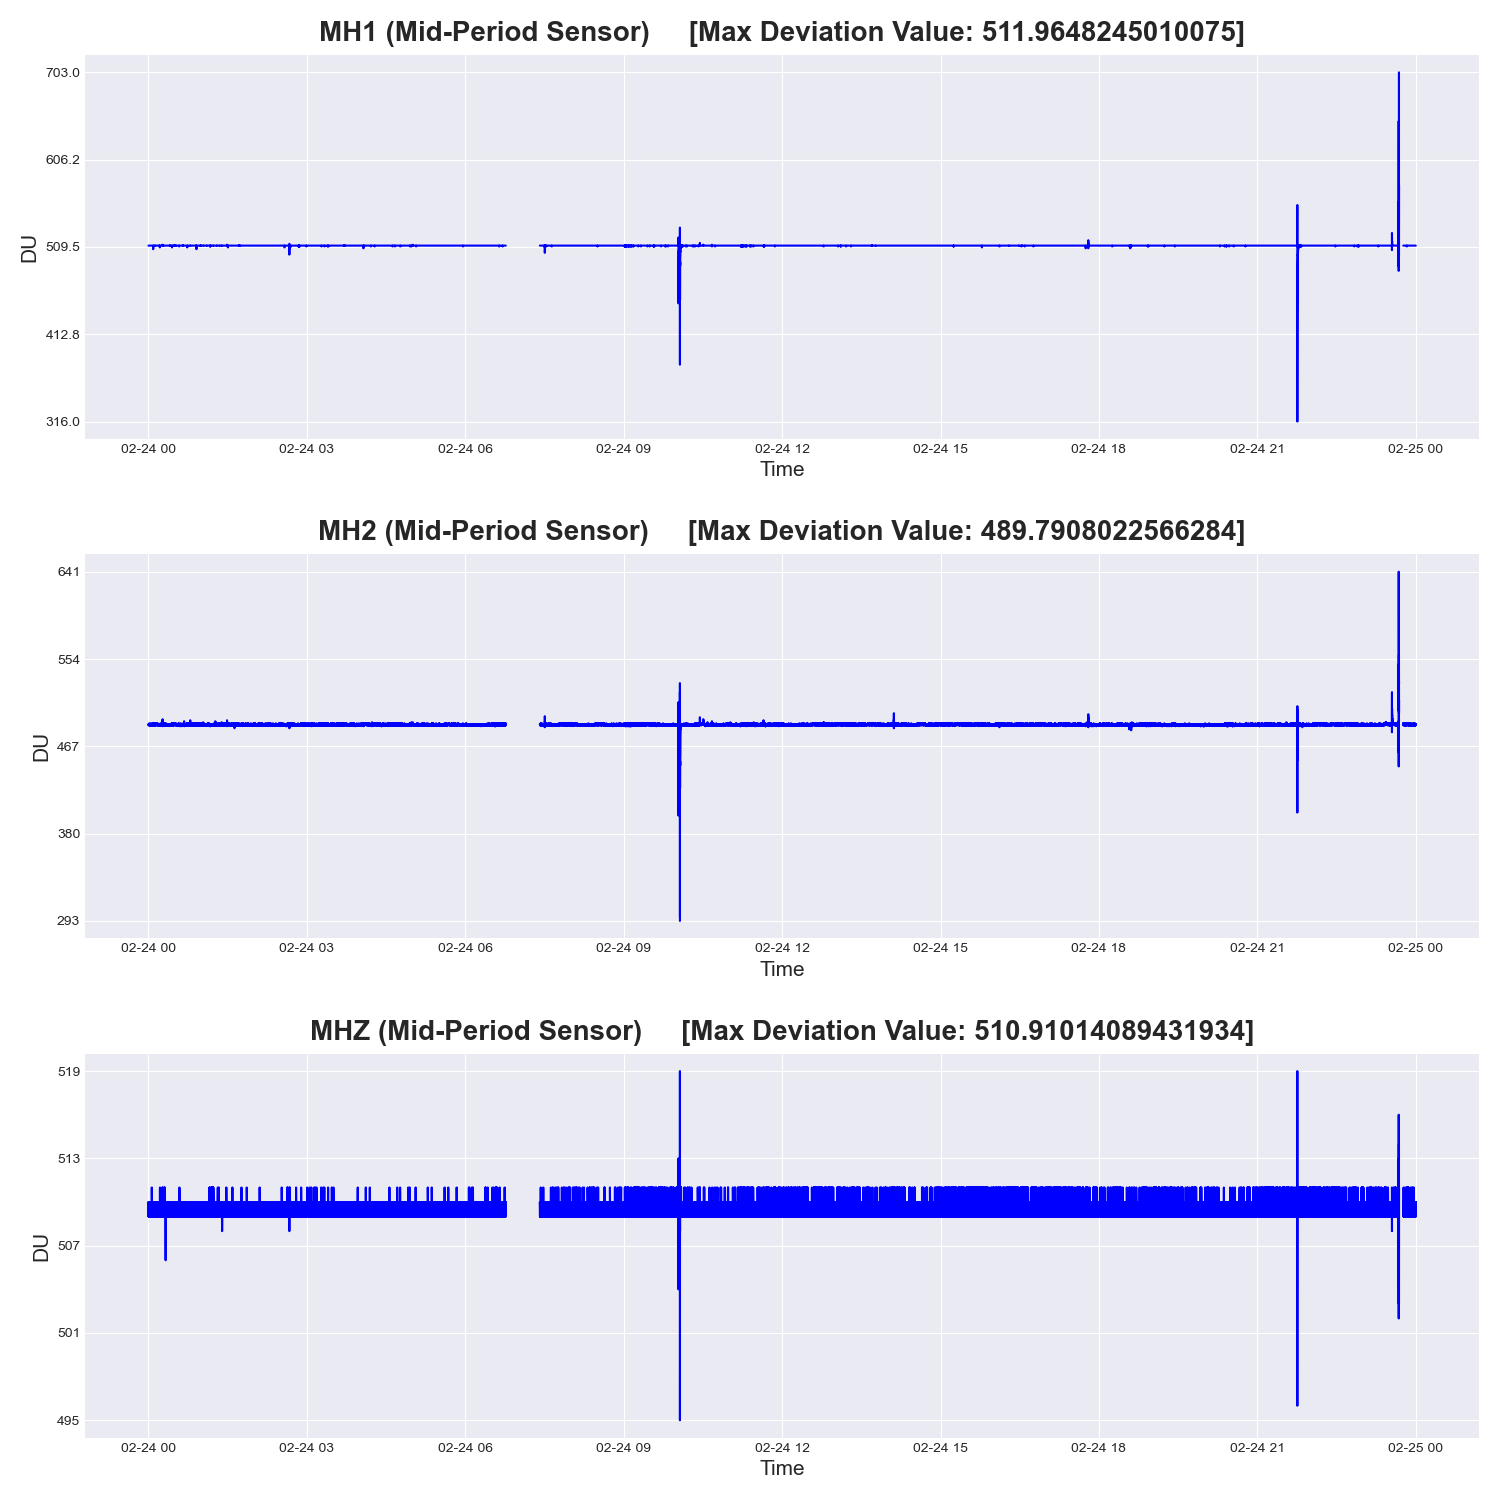 MH1 (Mid-Period Sensor) [Max Deviation Value: 511.9648245010075]
703.0
606.2
509.5
412.8
316.0
DU
02-24 00 02-24 03 02-24 06 02-24 09 02-24 12 02-24 15 02-24 18 02-24 21 02-25 00
Time
MH2 (Mid-Period Sensor) [Max Deviation Value: 489.7908022566284]
641
554
467
380
293
DU
02-24 00 02-24 03 02-24 06 02-24 09 02-24 12 02-24 15 02-24 18 02-24 21 02-25 00
Time
MHZ (Mid-Period Sensor) [Max Deviation Value: 510.91014089431934]
519
513
507
501
495
DU
02-24 00 02-24 03 02-24 06 02-24 09 02-24 12 02-24 15 02-24 18 02-24 21 02-25 00
Time